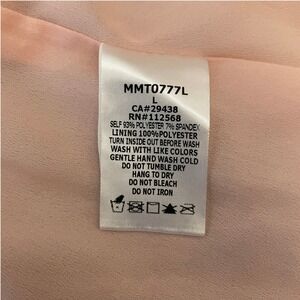 MMT0777L
L
CA#29438
RN#112568
SELF 93% POLYESTER 7% SPANDEX
LINING 100%POLYESTER
TURN INSIDE OUT BEFORE WASH
WASH WITH LIKE COLORS
GENTLE HAND WASH COLD
DO NOT TUMBLE DRY
HANG TO DRY
DO NOT BLEACH
DO NOT IRON